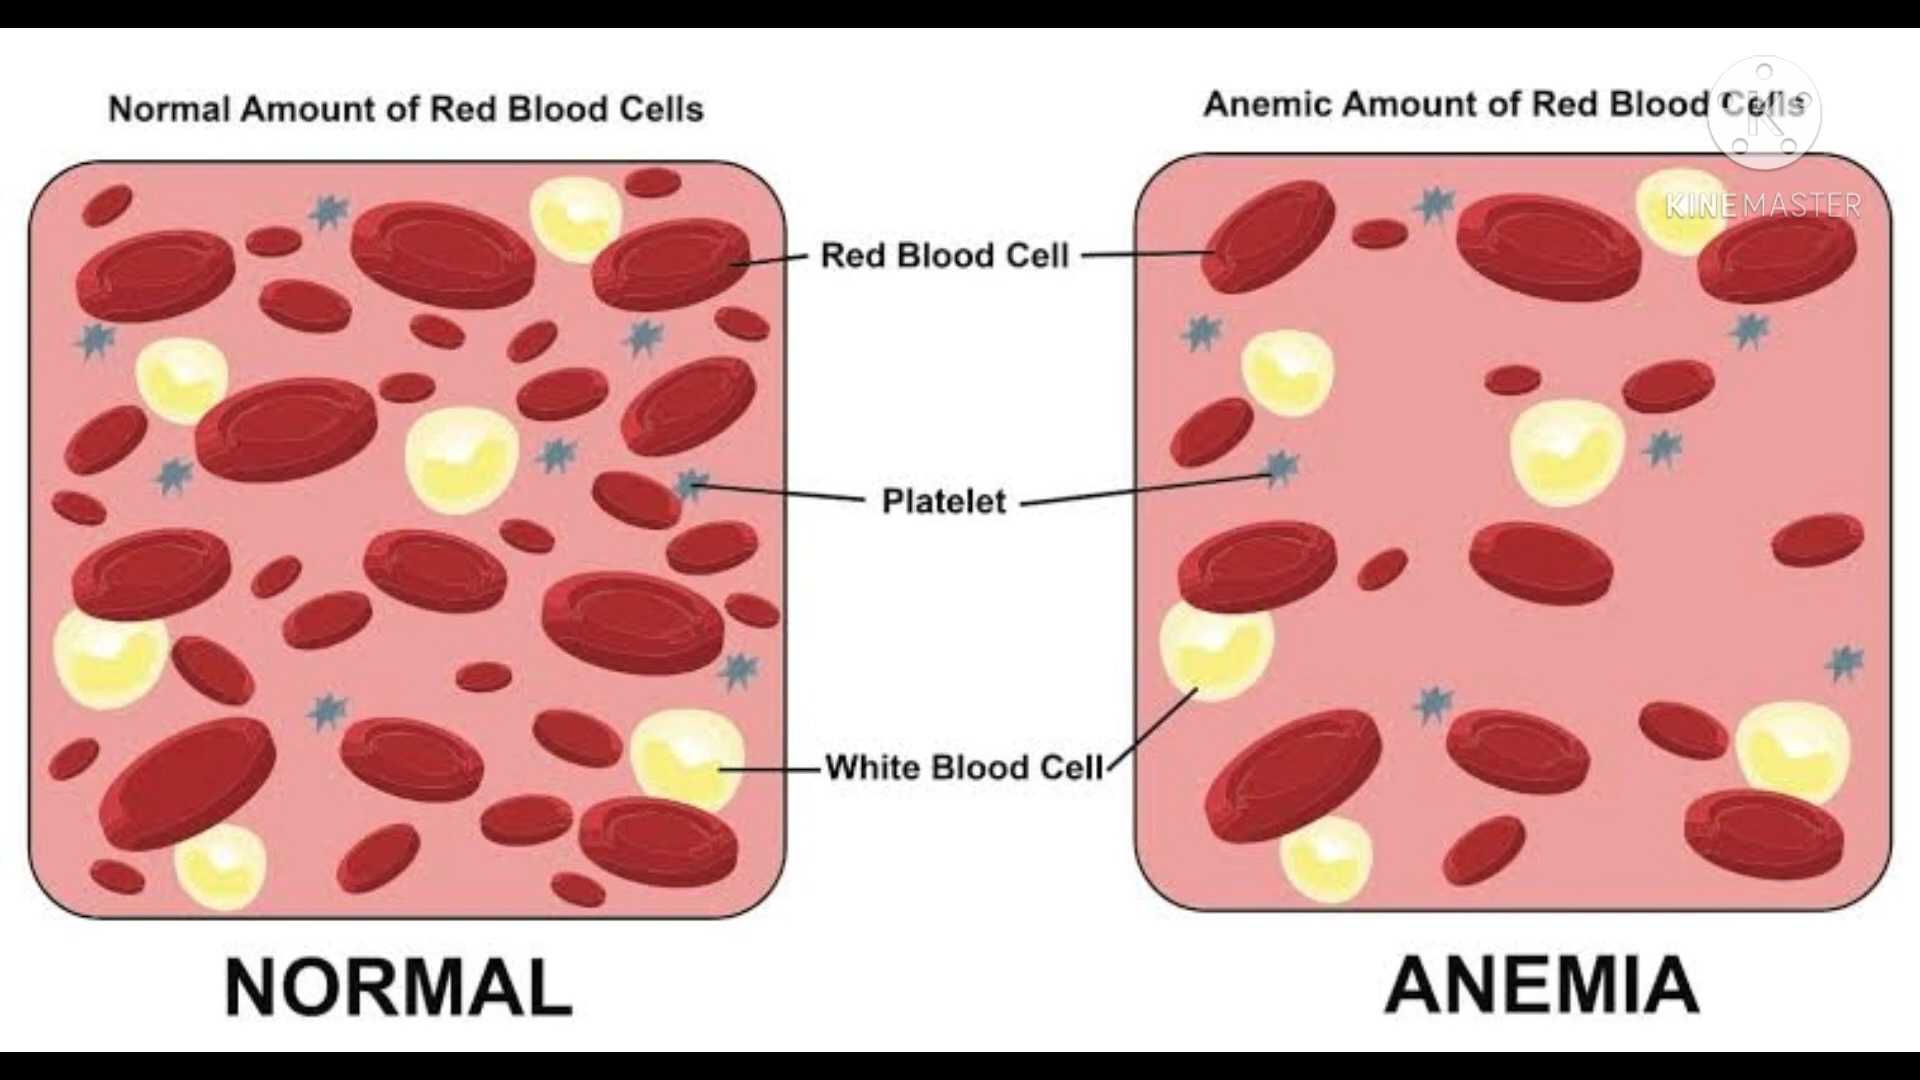 Normal Amount of Red Blood Cells
Anemic Amount of Red Blood Cells
K
KINEMASTER
Red Blood Cell
Platelet
White Blood Cell
NORMAL
ANEMIA